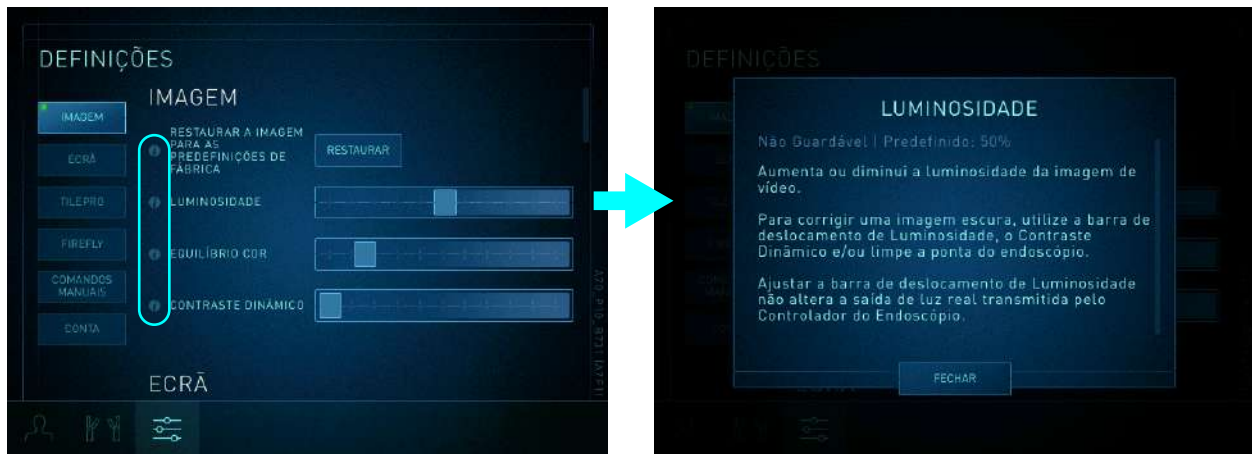 DEFINIÇÕES
IMAGEM
IMAGEM
RESTAURAR A IMAGEM
PARA AS
PREDEFINIÇÕES DE
FÁBRICA
RESTAURAR
ECRÃ
TILEPRO
LUMINOSIDADE
FIREFLY
EQUILÍBRIO COR
COMANDOS
MANUAIS
CONTRASTE DINÂMICO
CONTA
ECRÃ
DEFINIÇÕES
LUMINOSIDADE
Não Guardável | Predefinido: 50%
Aumenta ou diminui a luminosidade da imagem de
vídeo.
Para corrigir uma imagem escura, utilize a barra de
deslocamento de Luminosidade, o Contraste
Dinâmico e/ou limpe a ponta do endoscópio.
Ajustar a barra de deslocamento de Luminosidade
não altera a saída de luz real transmitida pelo
Controlador do Endoscópio.
FECHAR